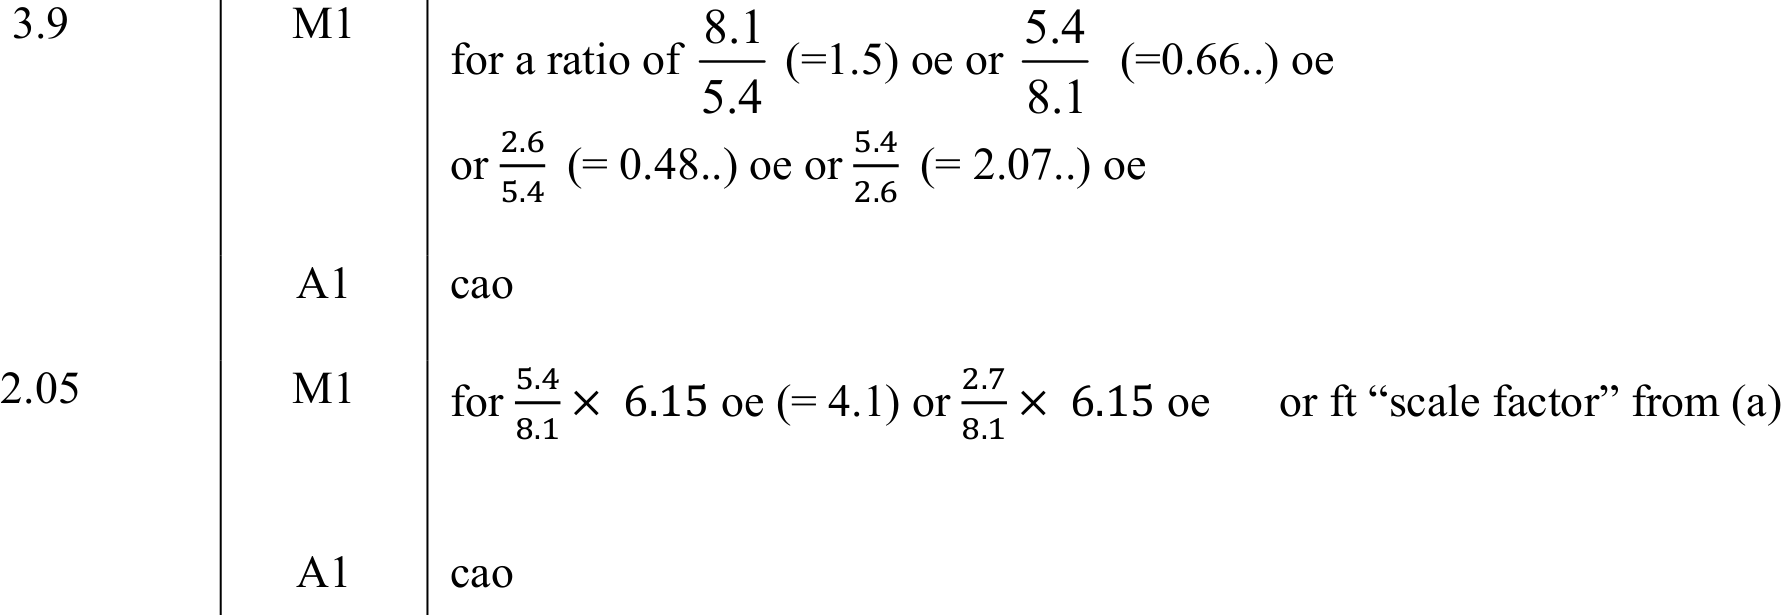 3.9 M1 for a ratio of 8.1/5.4 (=1.5) oe or 5.4/8.1 (=0.66..) oe
or 2.6/5.4 (= 0.48..) oe or 5.4/2.6 (= 2.07..) oe
A1 cao
2.05 M1 for 5.4/8.1 × 6.15 oe (= 4.1) or 2.7/8.1 × 6.15 oe or ft “scale factor” from (a)
A1 cao